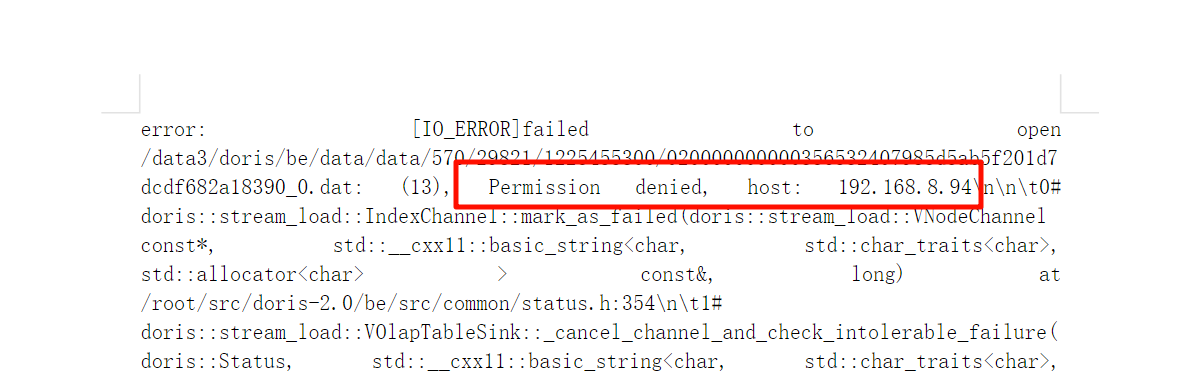 error: [IO_ERROR]failed to open
/data3/doris/be/data/data/570/29821/1225455300/0200000000000356532407985d5ab5f201d7
dcdf682a18390_0.dat: (13), Permission denied, host: 192.168.8.94\n\n\t0#
doris::stream_load::IndexChannel::mark_as_failed(doris::stream_load::VNodeChannel
const*, std::__cxx11::basic_string<char, std::char_traits<char>,
std::allocator<char> > const&, long) at
/root/src/doris-2.0/be/src/common/status.h:354\n\t1#
doris::stream_load::VOlapTableSink::_cancel_channel_and_check_intolerable_failure(
doris::Status, std::__cxx11::basic_string<char, std::char_traits<char>,